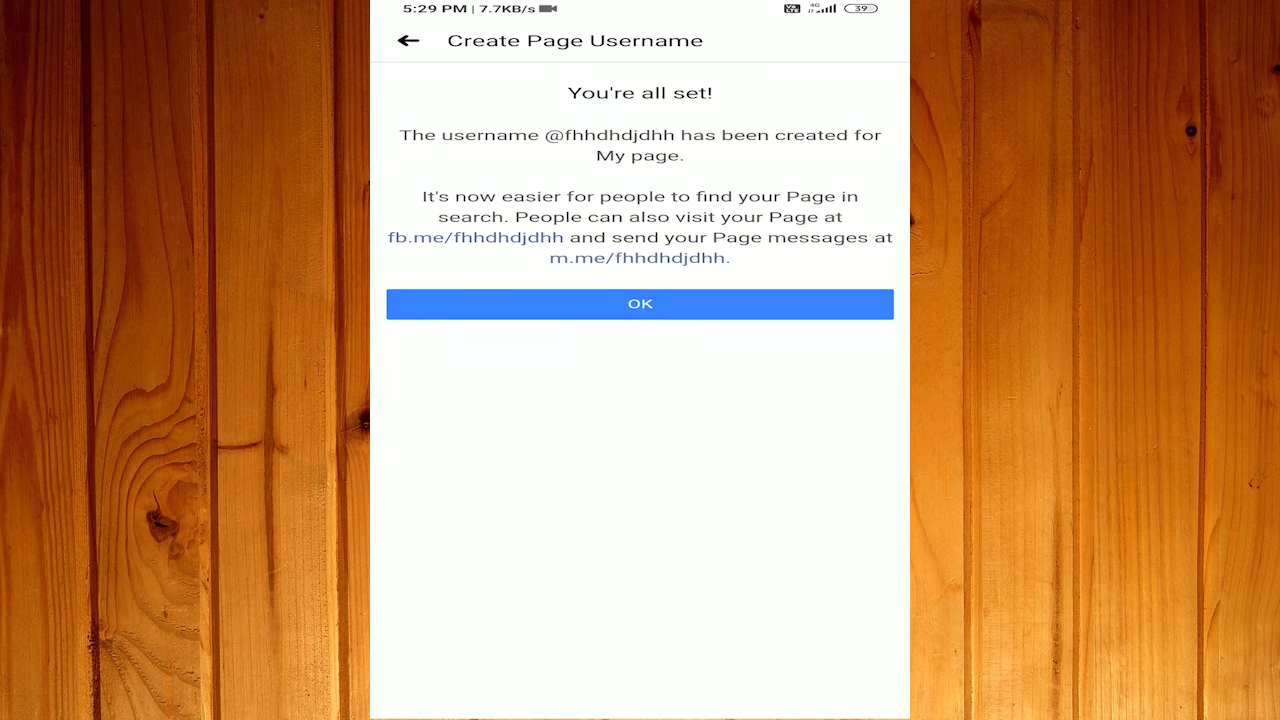 5:29 PM | 7.7KB/s 4G 39
Create Page Username
You're all set!
The username @fhhdhdjdhh has been created for
My page.
It's now easier for people to find your Page in
search. People can also visit your Page at
fb.me/fhhdhdjdhh and send your Page messages at
m.me/fhhdhdjdhh.
OK